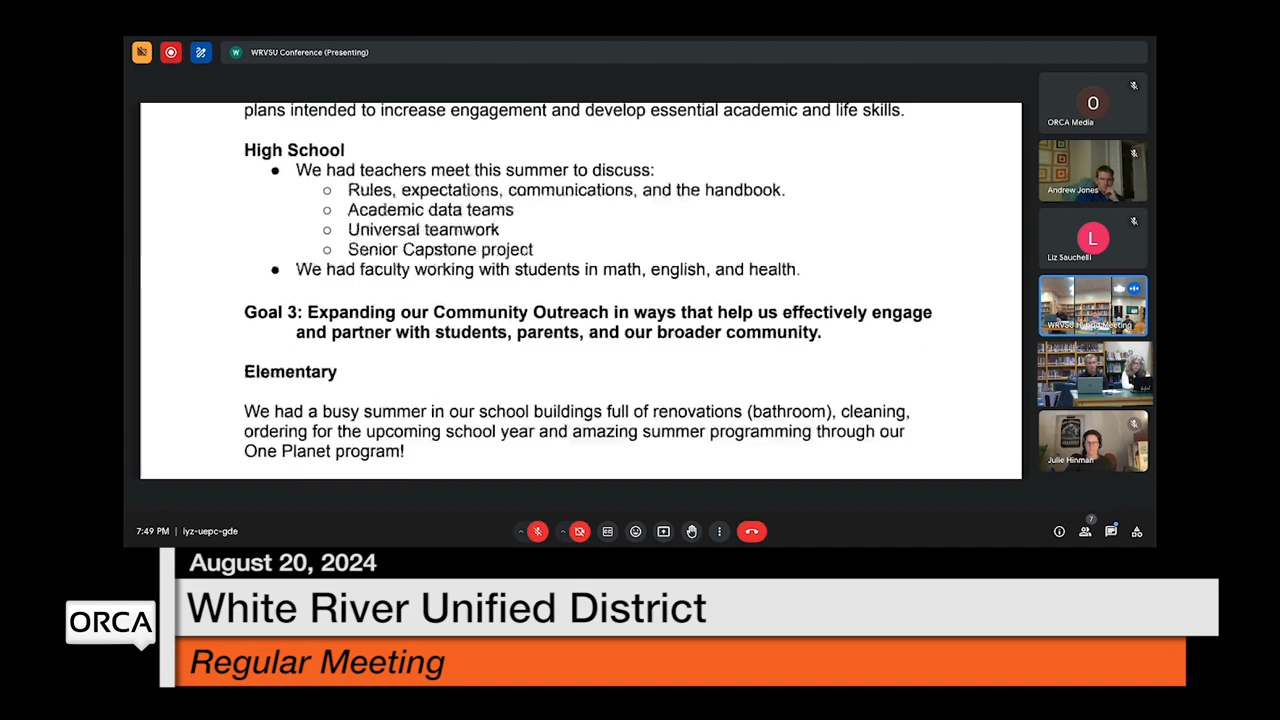 W WRVSU Conference (Presenting)
plans intended to increase engagement and develop essential academic and life skills.
High School
● We had teachers meet this summer to discuss:
○ Rules, expectations, communications, and the handbook.
○ Academic data teams
○ Universal teamwork
○ Senior Capstone project
● We had faculty working with students in math, english, and health.
Goal 3: Expanding our Community Outreach in ways that help us effectively engage
and partner with students, parents, and our broader community.
Elementary
We had a busy summer in our school buildings full of renovations (bathroom), cleaning,
ordering for the upcoming school year and amazing summer programming through our
One Planet program!
O
ORCA Media
Andrew Jones
L
Liz Sauchelli
WRVSU Hybrid Meeting
Julie Hinman
7:49 PM | iyz-uepc-gde
7
August 20, 2024
White River Unified District
ORCA
Regular Meeting